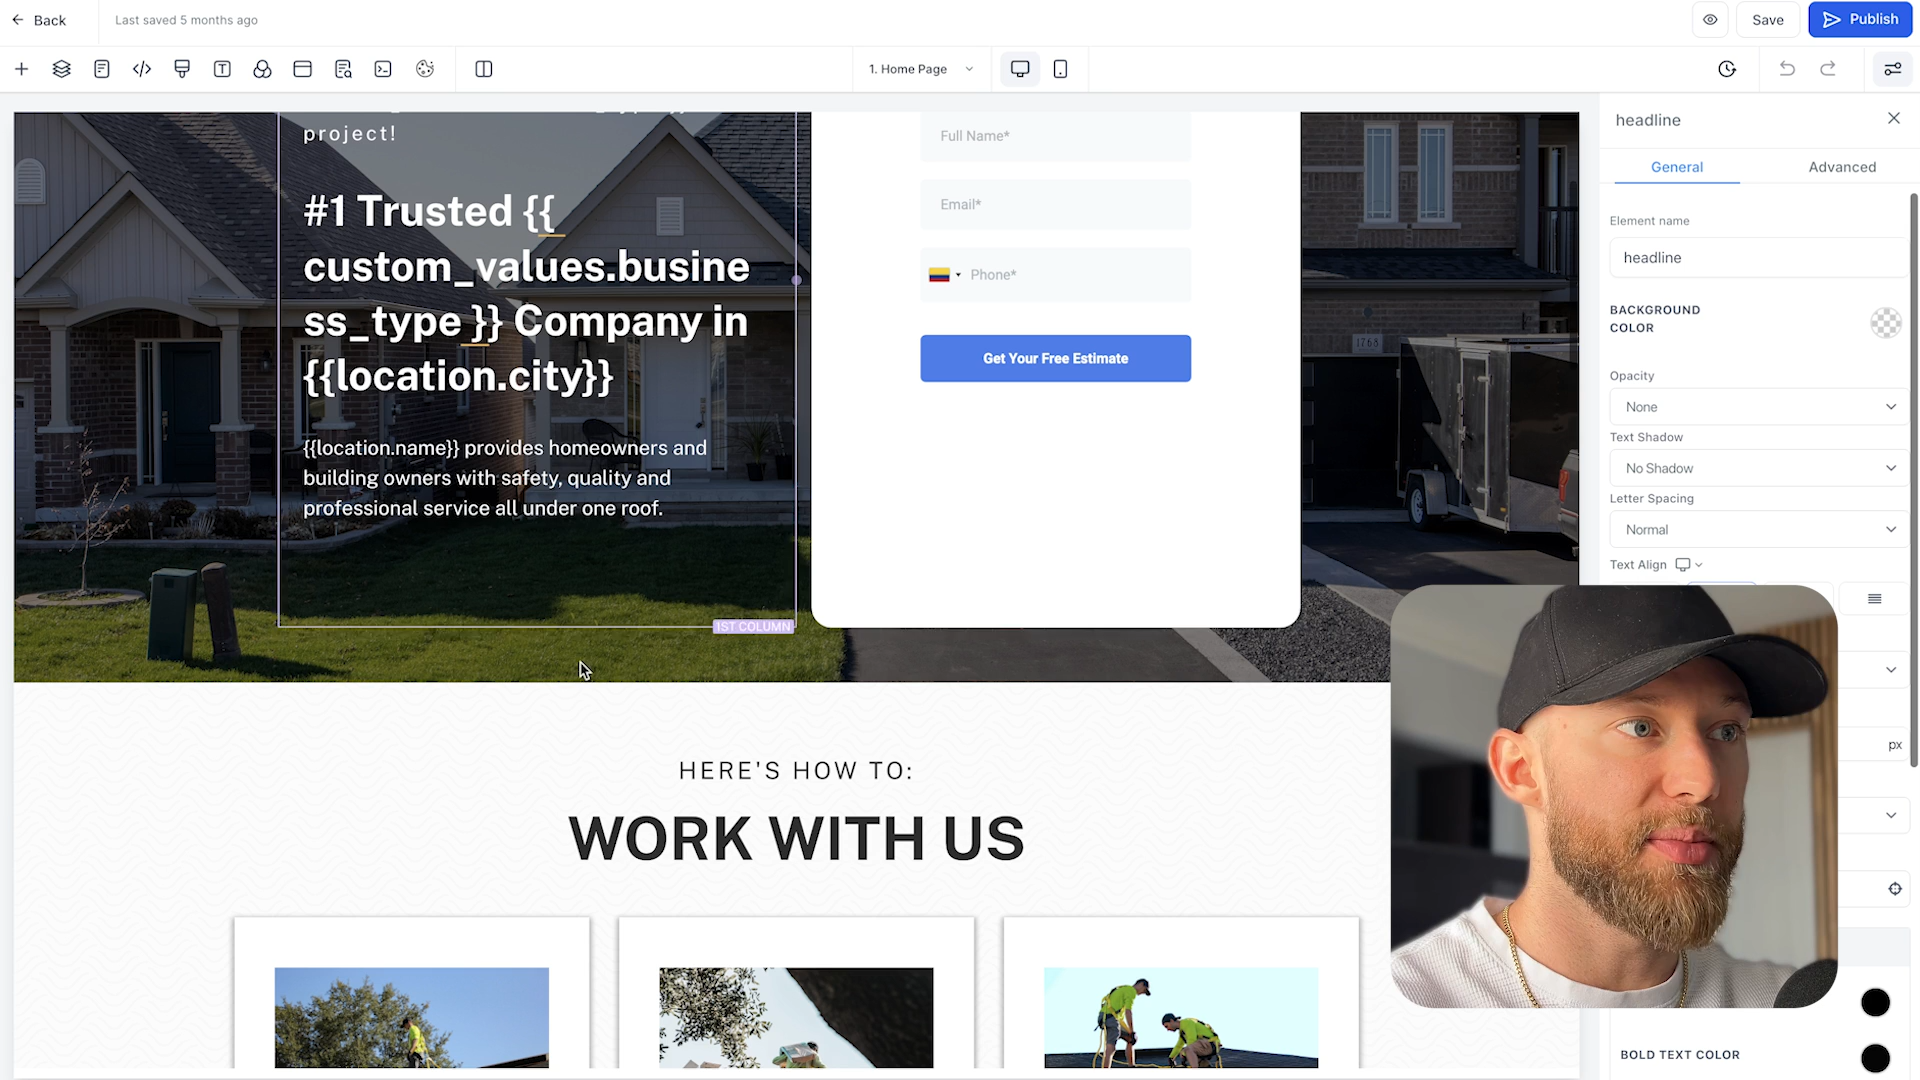 Back
Last saved 5 months ago
Save
Publish
1. Home Page
headline
General
Advanced
project!
#1 Trusted {{
custom_values.busine
ss_type }} Company in
{{location.city}}
{{location.name}} provides homeowners and
building owners with safety, quality and
professional service all under one roof.
1ST COLUMN
Full Name*
Email*
Phone*
Get Your Free Estimate
1768
HERE'S HOW TO:
WORK WITH US
Element name
headline
BACKGROUND
COLOR
Opacity
None
Text Shadow
No Shadow
Letter Spacing
Normal
Text Align
px
BOLD TEXT COLOR